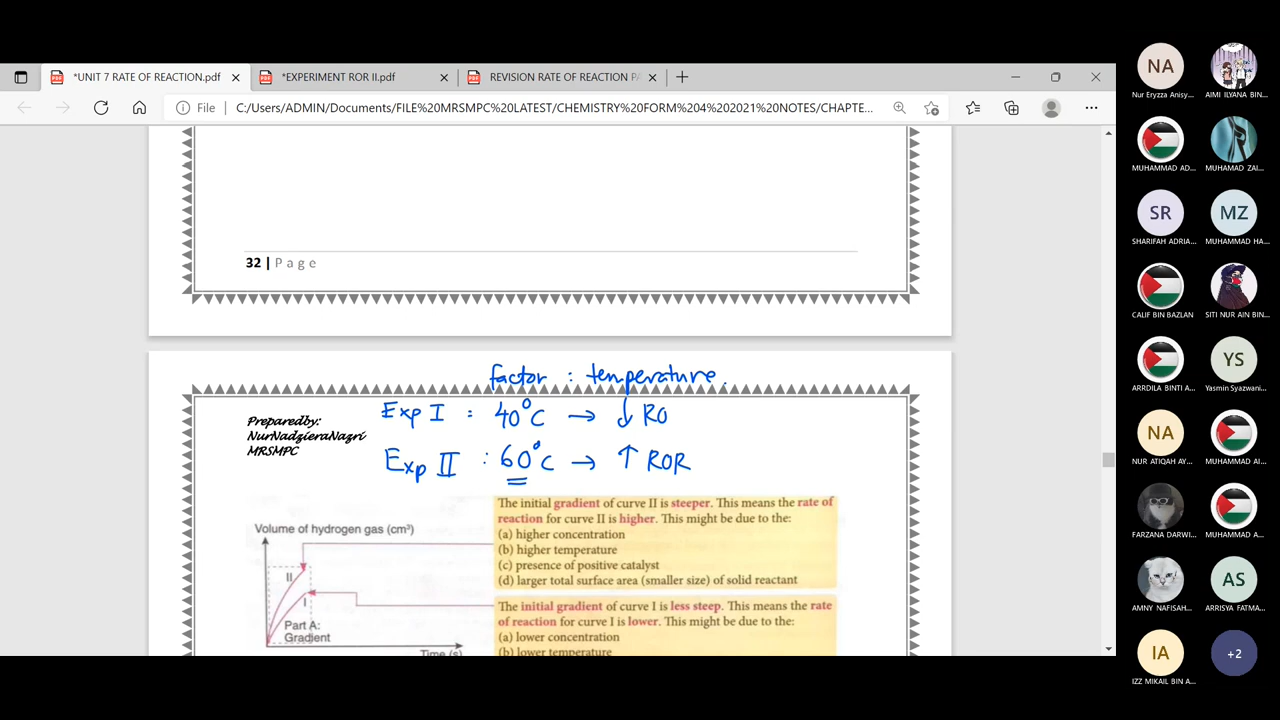 *UNIT 7 RATE OF REACTION.pdf
*EXPERIMENT ROR II.pdf
REVISION RATE OF REACTION PA
File
C:/Users/ADMIN/Documents/FILE%20MRSMPC%20LATEST/CHEMISTRY%20FORM%204%202021%20NOTES/CHAPTE...
32 | Page
factor : temperature.
Exp I : 40°C → ↓ RO
Exp II : 60°C → ↑ ROR
Preparedby:
NurNadzieraNazri
MRSMPC
Volume of hydrogen gas (cm³)
II
I
Part A:
Gradient
Time (s)
The initial gradient of curve II is steeper. This means the rate of
reaction for curve II is higher. This might be due to the:
(a) higher concentration
(b) higher temperature
(c) presence of positive catalyst
(d) larger total surface area (smaller size) of solid reactant
The initial gradient of curve I is less steep. This means the rate
of reaction for curve I is lower. This might be due to the:
(a) lower concentration
(b) lower temperature
NA
Nur Eryzza Anisy...
AIMI ILYANA BIN...
MUHAMMAD AD...
MUHAMAD ZAI...
SR
SHARIFAH ADRIA...
MZ
MUHAMMAD HA...
CALIF BIN BAZLAN
SITI NUR AIN BIN...
ARRDILA BINTI A...
YS
Yasmin Syazwani...
NA
NUR ATIQAH AY...
MUHAMMAD AI...
FARZANA DARWI...
MUHAMMAD A...
AMNY NAFISAH...
AS
ARRISYA FATMA...
IA
IZZ MIKAIL BIN A...
+2